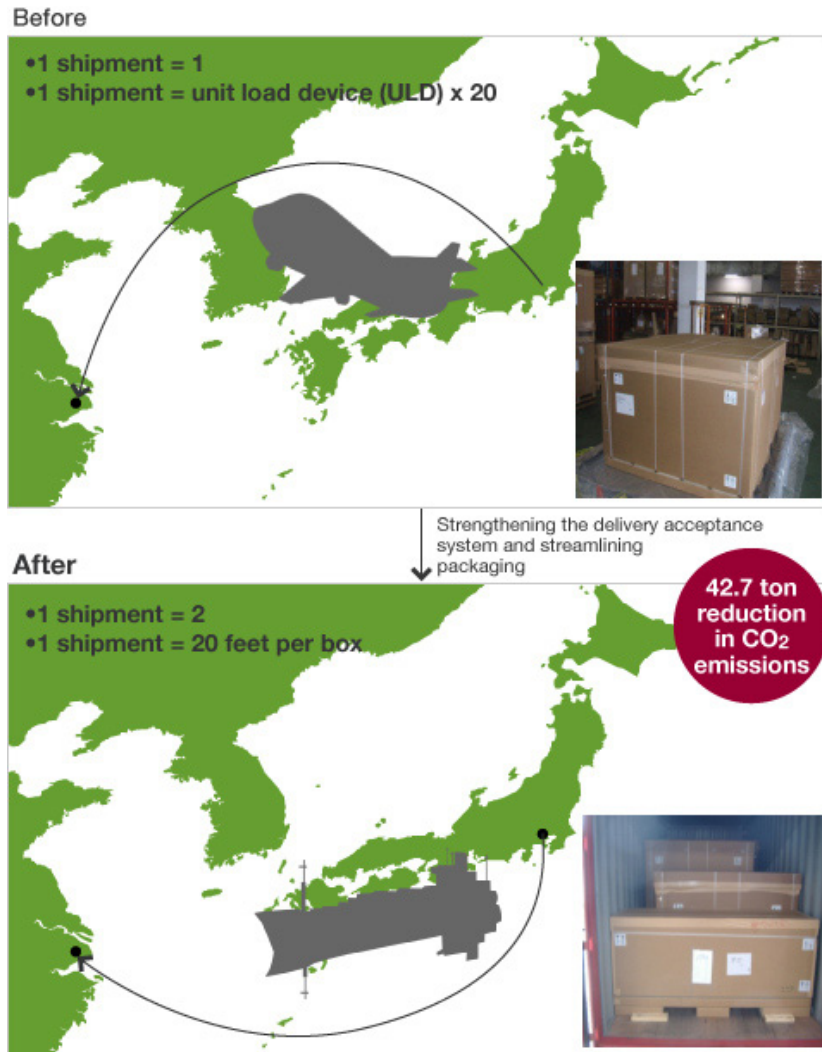 Before
•1 shipment = 1
•1 shipment = unit load device (ULD) x 20
Strengthening the delivery acceptance
system and streamlining
packaging
After
•1 shipment = 2
•1 shipment = 20 feet per box
42.7 ton
reduction
in CO2
emissions